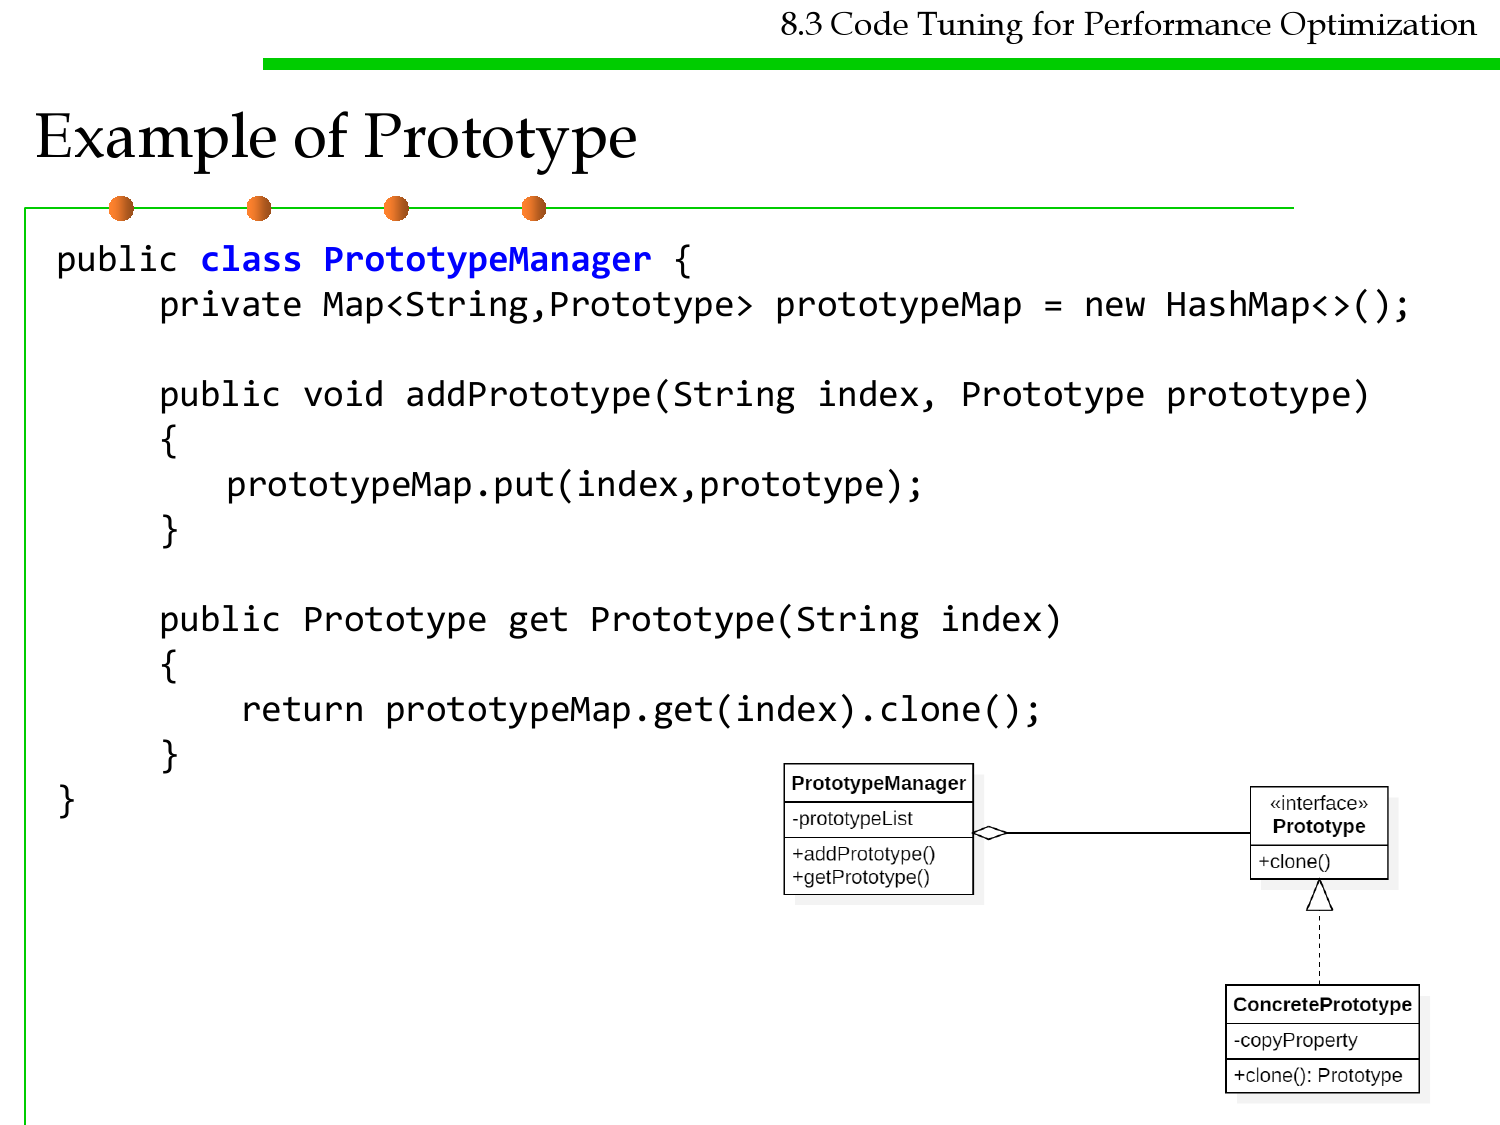 8.3 Code Tuning for Performance Optimization
Example of Prototype
public class PrototypeManager {
private Map<String,Prototype> prototypeMap = new HashMap<>();
public void addPrototype(String index, Prototype prototype)
{
prototypeMap.put(index,prototype);
}
public Prototype get Prototype(String index)
{
return prototypeMap.get(index).clone();
}
}
PrototypeManager
-prototypeList
+addPrototype()
+getPrototype()
«interface»
Prototype
+clone()
ConcretePrototype
-copyProperty
+clone(): Prototype